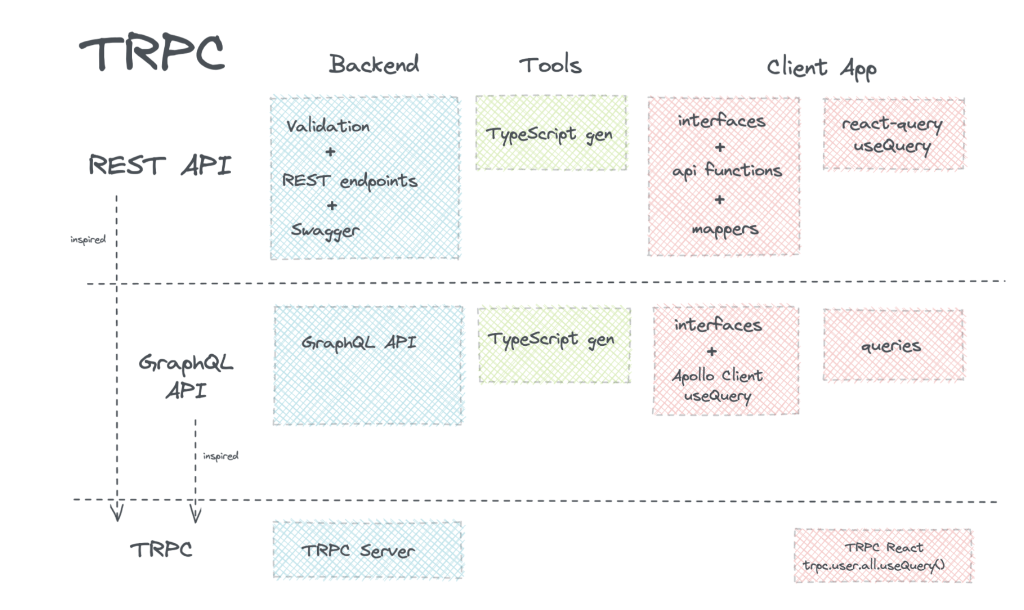 TRPC
Backend
Tools
Client App
REST API
Validation
+
REST endpoints
+
Swagger
TypeScript gen
interfaces
+
api functions
+
mappers
react-query
useQuery
inspired
GraphQL
API
GraphQL API
TypeScript gen
interfaces
+
Apollo Client
useQuery
queries
inspired
TRPC
TRPC Server
TRPC React
trpc.user.all.useQuery()